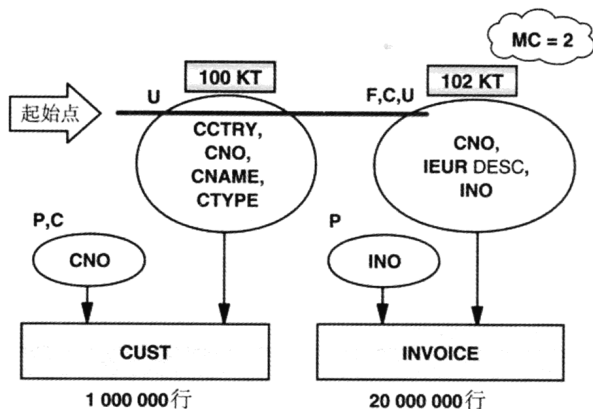 MC = 2
100 KT
102 KT
U
F,C,U
起始点
CCTRY,
CNO,
CNAME,
CTYPE
CNO,
IEUR DESC,
INO
P,C
P
CNO
INO
CUST
INVOICE
1 000 000行
20 000 000行